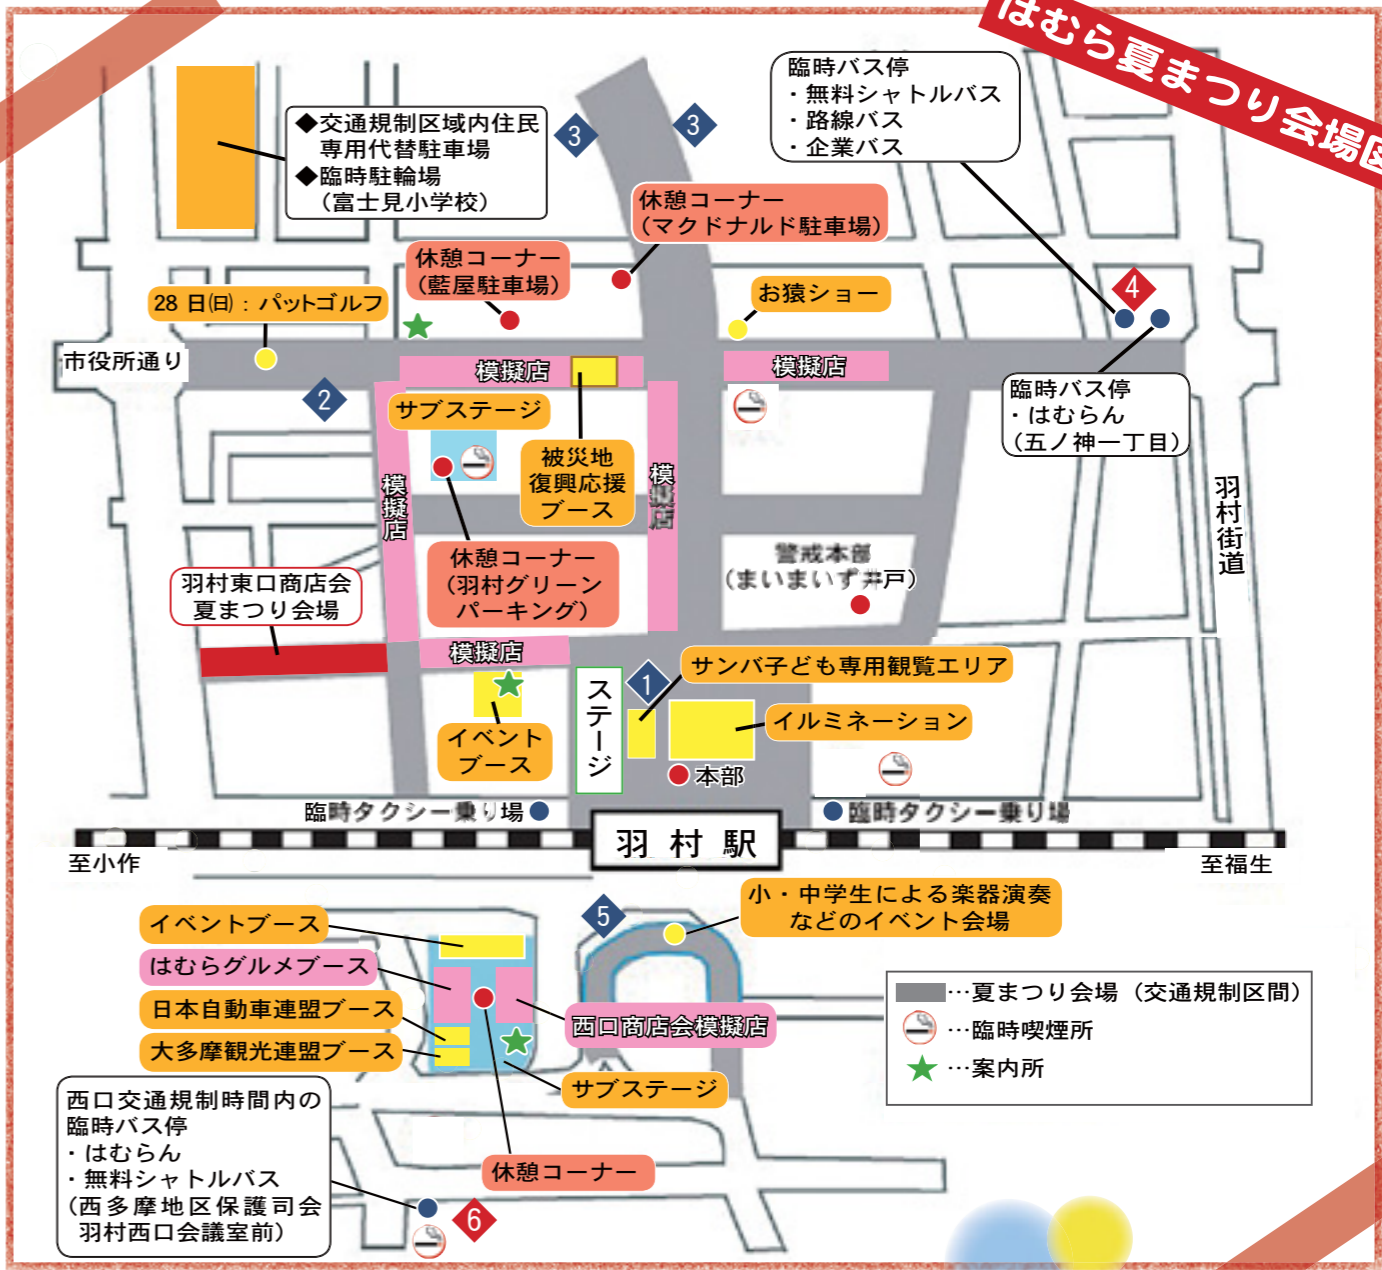 はむら夏まつり会場図
臨時バス停
・無料シャトルバス
・路線バス
・企業バス
◆交通規制区域内住民
専用代替駐車場
◆臨時駐輪場
（富士見小学校）
3
3
休憩コーナー
（マクドナルド駐車場）
休憩コーナー
（藍屋駐車場）
28日(日)：パットゴルフ
お猿ショー
4
市役所通り
模擬店
模擬店
2
サブステージ
臨時バス停
・はむらん
（五ノ神一丁目）
被災地
復興応援
ブース
模擬店
模擬店
羽村街道
休憩コーナー
（羽村グリーン
パーキング）
警戒本部
（まいまいず井戸）
羽村東口商店会
夏まつり会場
模擬店
ステージ
1
サンバ子ども専用観覧エリア
イベント
ブース
イルミネーション
本部
臨時タクシー乗り場
臨時タクシー乗り場
羽村駅
至小作
至福生
イベントブース
5
小・中学生による楽器演奏
などのイベント会場
はむらグルメブース
日本自動車連盟ブース
西口商店会模擬店
大多摩観光連盟ブース
サブステージ
…夏まつり会場（交通規制区間）
…臨時喫煙所
…案内所
西口交通規制時間内の
臨時バス停
・はむらん
・無料シャトルバス
（西多摩地区保護司会
羽村西口会議室前）
休憩コーナー
6